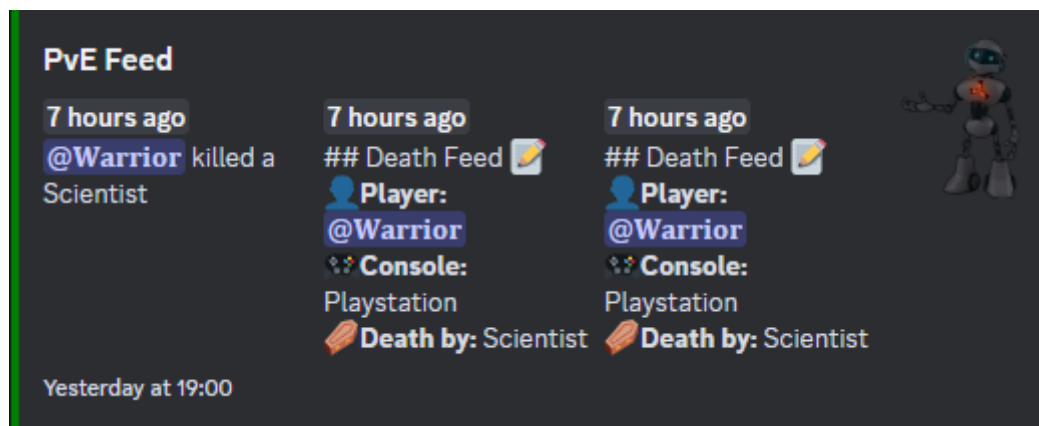 PvE Feed
7 hours ago
@Warrior killed a
Scientist
7 hours ago
## Death Feed 📝
👤Player:
@Warrior
🎮Console:
Playstation
⚰️Death by: Scientist
7 hours ago
## Death Feed 📝
👤Player:
@Warrior
🎮Console:
Playstation
⚰️Death by: Scientist
Yesterday at 19:00